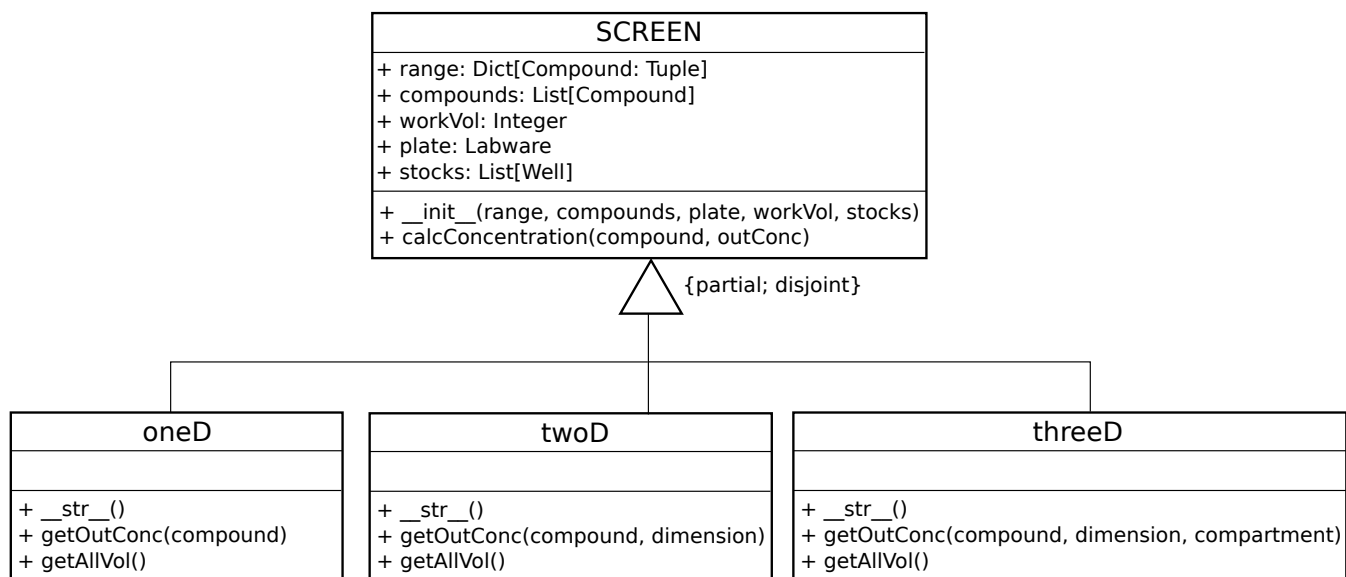 SCREEN
+ range: Dict[Compound: Tuple]
+ compounds: List[Compound]
+ workVol: Integer
+ plate: Labware
+ stocks: List[Well]
+ __init__(range, compounds, plate, workVol, stocks)
+ calcConcentration(compound, outConc)
{partial; disjoint}
oneD
+ __str__()
+ getOutConc(compound)
+ getAllVol()
twoD
+ __str__()
+ getOutConc(compound, dimension)
+ getAllVol()
threeD
+ __str__()
+ getOutConc(compound, dimension, compartment)
+ getAllVol()